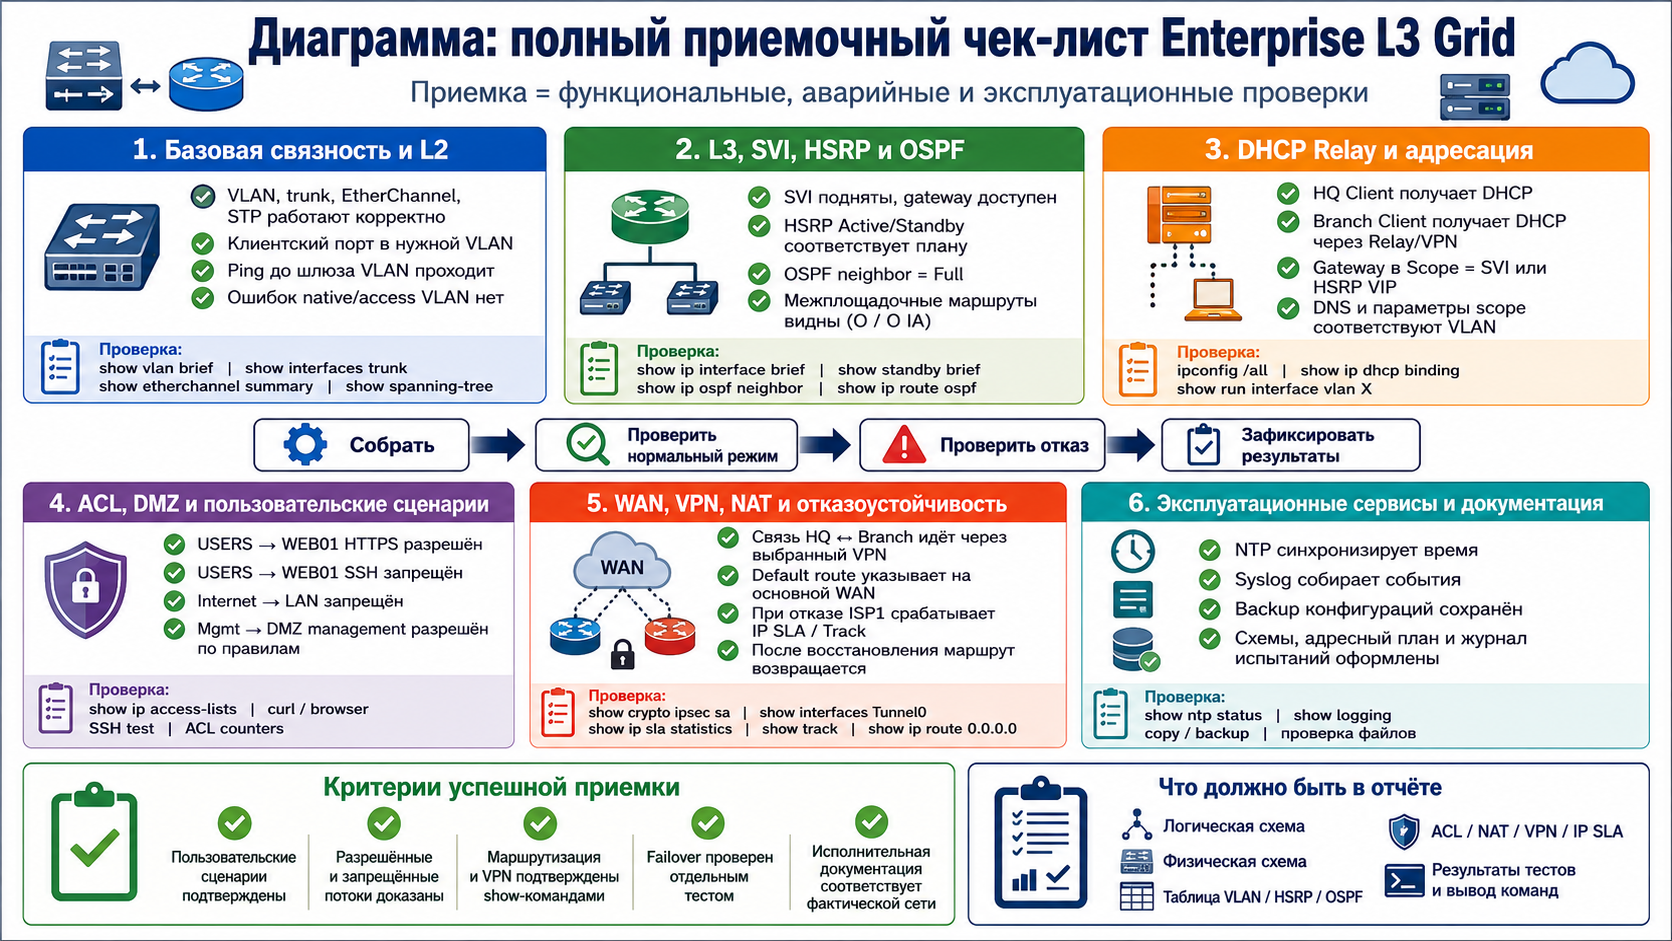 Диаграмма: полный приемочный чек-лист Enterprise L3 Grid
Приемка = функциональные, аварийные и эксплуатационные проверки
1. Базовая связность и L2
VLAN, trunk, EtherChannel,
STP работают корректно
Клиентский порт в нужной VLAN
Ping до шлюза VLAN проходит
Ошибок native/access VLAN нет
Проверка:
show vlan brief | show interfaces trunk
show etherchannel summary | show spanning-tree
2. L3, SVI, HSRP и OSPF
SVI подняты, gateway доступен
HSRP Active/Standby
соответствует плану
OSPF neighbor = Full
Межплощадочные маршруты
видны (O / O IA)
Проверка:
show ip interface brief | show standby brief
show ip ospf neighbor | show ip route ospf
3. DHCP Relay и адресация
HQ Client получает DHCP
Branch Client получает DHCP
через Relay/VPN
Gateway в Scope = SVI или
HSRP VIP
DNS и параметры scope
соответствуют VLAN
Проверка:
ipconfig /all | show ip dhcp binding
show run interface vlan X
Собрать
Проверить
нормальный режим
Проверить отказ
Зафиксировать
результаты
4. ACL, DMZ и пользовательские сценарии
USERS → WEB01 HTTPS разрешён
USERS → WEB01 SSH запрещён
Internet → LAN запрещён
Mgmt → DMZ management разрешён
по правилам
Проверка:
show ip access-lists | curl / browser
SSH test | ACL counters
5. WAN, VPN, NAT и отказоустойчивость
WAN
Связь HQ ↔ Branch идёт через
выбранный VPN
Default route указывает на
основной WAN
При отказе ISP1 срабатывает
IP SLA / Track
После восстановления маршрут
возвращается
Проверка:
show crypto ipsec sa | show interfaces Tunnel0
show ip sla statistics | show track | show ip route 0.0.0.0
6. Эксплуатационные сервисы и документация
NTP синхронизирует время
Syslog собирает события
Backup конфигураций сохранён
Схемы, адресный план и журнал
испытаний оформлены
Проверка:
show ntp status | show logging
copy / backup | проверка файлов
Критерии успешной приемки
Пользовательские
сценарии
подтверждены
Разрешённые
и запрещённые
потоки доказаны
Маршрутизация
и VPN подтверждены
show-командами
Failover проверен
отдельным
тестом
Исполнительная
документация
соответствует
фактической сети
Что должно быть в отчёте
Логическая схема
Физическая схема
Таблица VLAN / HSRP / OSPF
ACL / NAT / VPN / IP SLA
Результаты тестов
и вывод команд